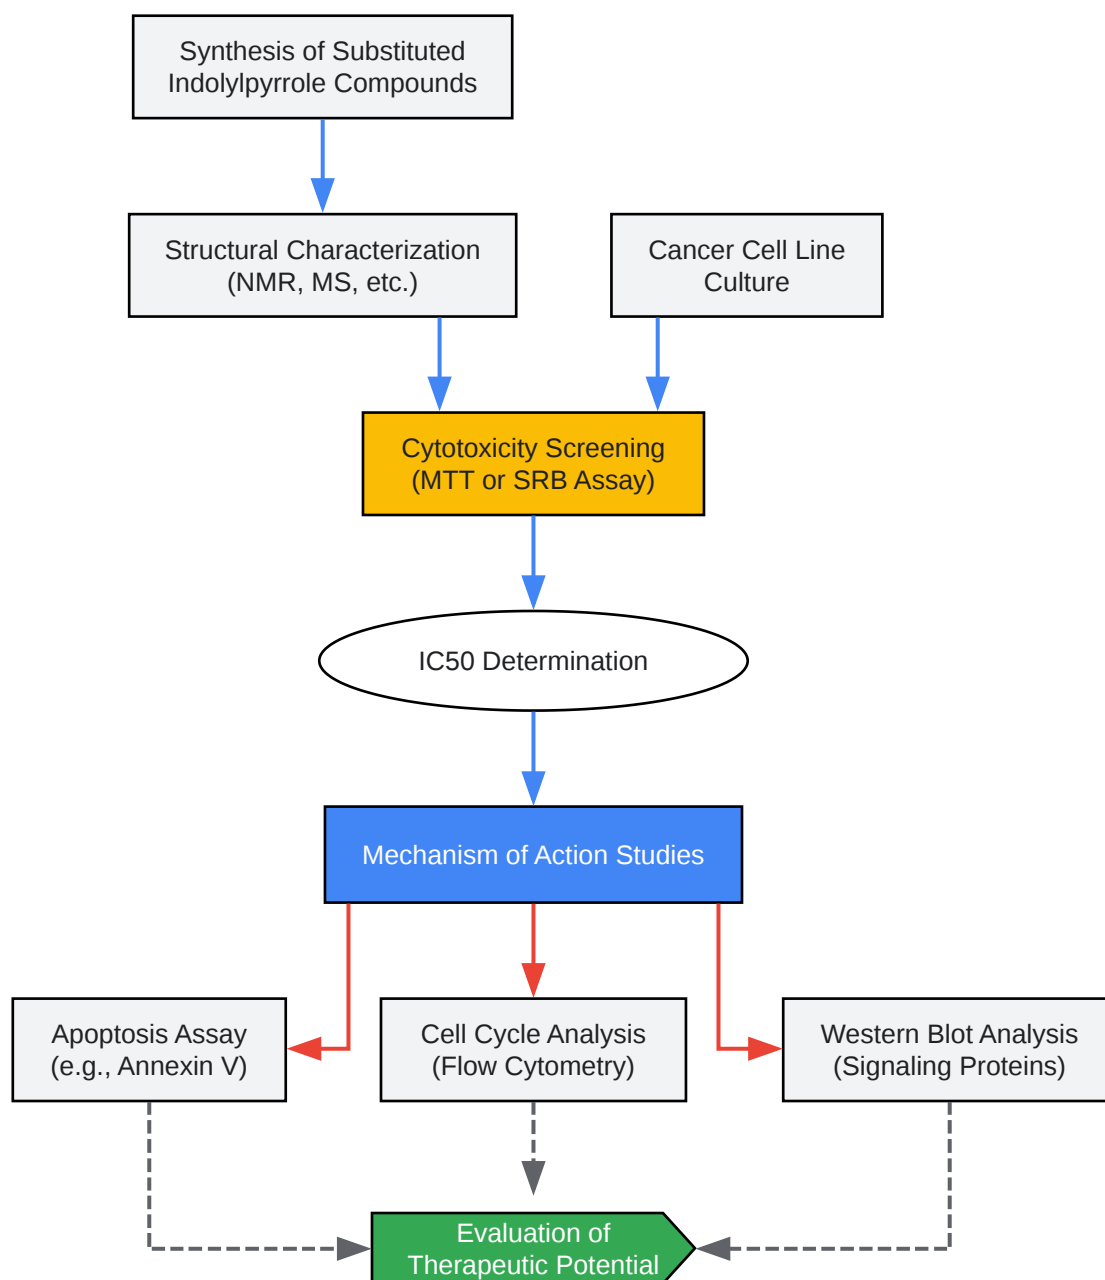 Synthesis of Substituted
Indolylpyrrole Compounds
Structural Characterization
(NMR, MS, etc.)
Cancer Cell Line
Culture
Cytotoxicity Screening
(MTT or SRB Assay)
IC50 Determination
Mechanism of Action Studies
Apoptosis Assay
(e.g., Annexin V)
Cell Cycle Analysis
(Flow Cytometry)
Western Blot Analysis
(Signaling Proteins)
Evaluation of
Therapeutic Potential